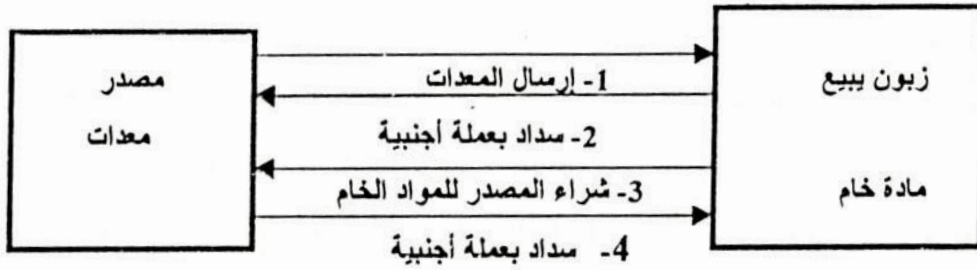 زبون يبيع
مادة خام
1- إرسال المعدات
2- سداد بعملة أجنبية
3- شراء المصدر للمواد الخام
4- سداد بعملة أجنبية
مصدر
معدات